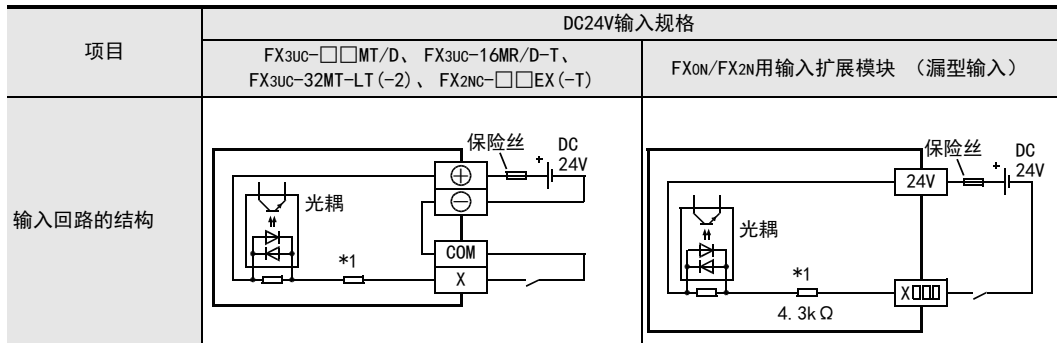 项目
DC24V输入规格
FX3UC-□□MT/D、 FX3UC-16MR/D-T、
FX3UC-32MT-LT(-2)、 FX2NC-□□EX(-T)
FX0N/FX2N用输入扩展模块 （漏型输入）
输入回路的结构
保险丝
DC
24V
+
⊕
⊖
光耦
COM
*1
X
保险丝
DC
24V
+
24V
光耦
*1
X□□□
4.3kΩ